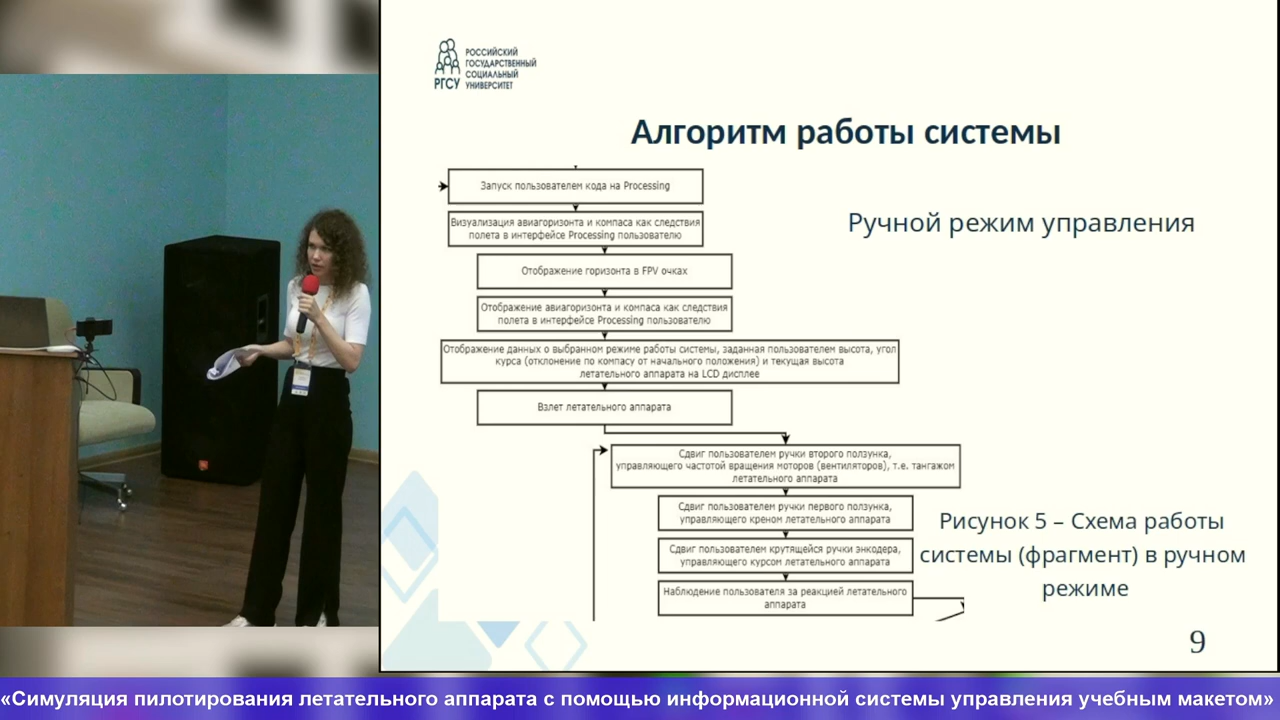 РОССИЙСКИЙ
ГОСУДАРСТВЕННЫЙ
СОЦИАЛЬНЫЙ
УНИВЕРСИТЕТ
РГСУ
Алгоритм работы системы
Ручной режим управления
Запуск пользователем кода на Processing
Визуализация авиагоризонта и компаса как следствия
полета в интерфейсе Processing пользователю
Отображение горизонта в FPV очках
Отображение авиагоризонта и компаса как следствия
полета в интерфейсе Processing пользователю
Отображение данных о выбранном режиме работы системы, заданная пользователем высота, угол
курса (отклонение по компасу от начального положения) и текущая высота
летательного аппарата на LCD дисплее
Взлет летательного аппарата
Сдвиг пользователем ручки второго ползунка,
управляющего частотой вращения моторов (вентиляторов), т.е. тангажом
летательного аппарата
Сдвиг пользователем ручки первого ползунка,
управляющего креном летательного аппарата
Сдвиг пользователем крутящейся ручки энкодера,
управляющего курсом летательного аппарата
Наблюдение пользователя за реакцией летательного
аппарата
Рисунок 5 – Схема работы
системы (фрагмент) в ручном
режиме
9
«Симуляция пилотирования летательного аппарата с помощью информационной системы управления учебным макетом»